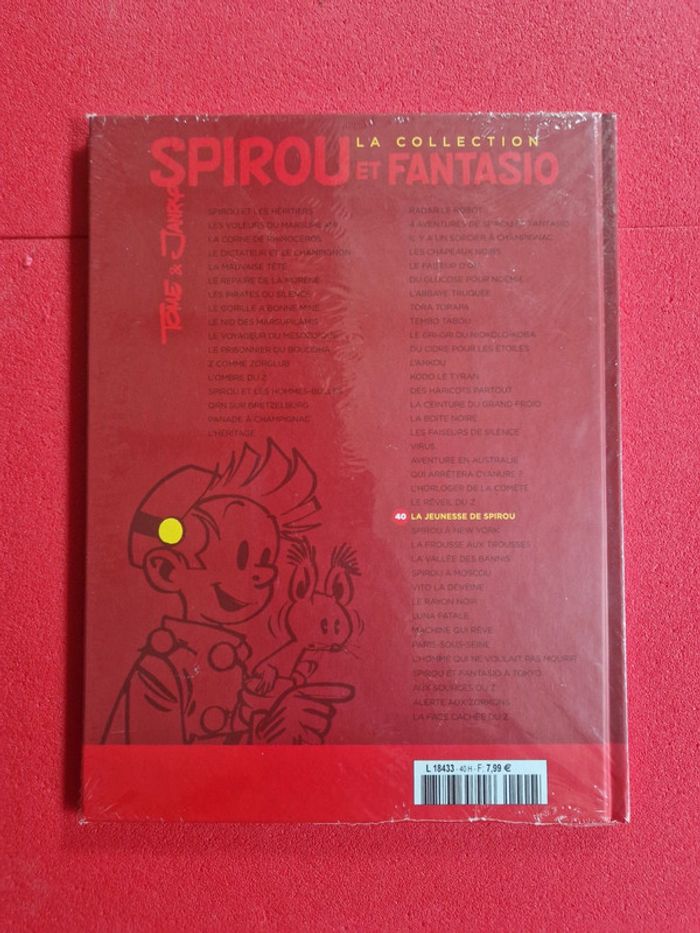 LA COLLECTION
SPIROU ET FANTASIO
TOME & JANRY
SPIROU ET LES HÉRITIERS
LES VOLEURS DU MARSUPILAMI
LA CORNE DE RHINOCÉROS
LE DICTATEUR ET LE CHAMPIGNON
LA MAUVAISE TÊTE
LE REPAIRE DE LA MURÈNE
LES PIRATES DU SILENCE
LE GORILLE A BONNE MINE
LE NID DES MARSUPILAMIS
LE VOYAGEUR DU MÉSOZOÏQUE
LE PRISONNIER DU BOUDDHA
Z COMME ZORGLUB
L'OMBRE DU Z
SPIROU ET LES HOMMES-BULLES
QRN SUR BRETZELBURG
PANADE À CHAMPIGNAC
L'HÉRITAGE
RADAR LE ROBOT
4 AVENTURES DE SPIROU ET FANTASIO
IL Y A UN SORCIER À CHAMPIGNAC
LES CHAPEAUX NOIRS
LE FAISEUR D'OR
DU GLUCOSE POUR NOÉMIE
L'ABBAYE TRUQUÉE
TORA TORAPA
TEMBO TABOU
LE GRI-GRI DU NIOKOLO-KOBA
DU CIDRE POUR LES ÉTOILES
L'ANKOU
KODO LE TYRAN
DES HARICOTS PARTOUT
LA CEINTURE DU GRAND FROID
LA BOÎTE NOIRE
LES FAISEURS DE SILENCE
VIRUS
AVENTURE EN AUSTRALIE
QUI ARRÊTERA CYANURE ?
L'HORLOGER DE LA COMÈTE
LE RÉVEIL DU Z
40 LA JEUNESSE DE SPIROU
SPIROU À NEW YORK
LA FROUSSE AUX TROUSSES
LA VALLÉE DES BANNIS
SPIROU À MOSCOU
VITO LA DÉVEINE
LE RAYON NOIR
LUNA FATALE
MACHINE QUI RÊVE
PARIS-SOUS-SEINE
L'HOMME QUI NE VOULAIT PAS MOURIR
SPIROU ET FANTASIO À TOKYO
AUX SOURCES DU Z
ALERTE AUX ZORKONS
LA FACE CACHÉE DU Z
L 18433 - 40 H - F: 7,99 €